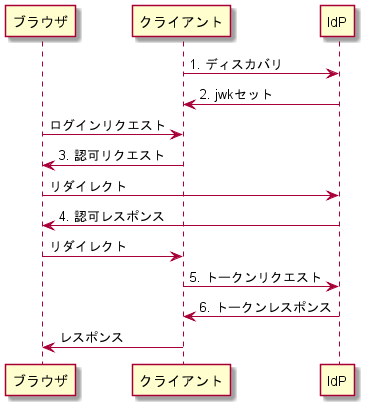 ブラウザ
クライアント
IdP
1. ディスカバリ
2. jwkセット
ログインリクエスト
3. 認可リクエスト
リダイレクト
4. 認可レスポンス
リダイレクト
5. トークンリクエスト
6. トークンレスポンス
レスポンス
ブラウザ
クライアント
IdP